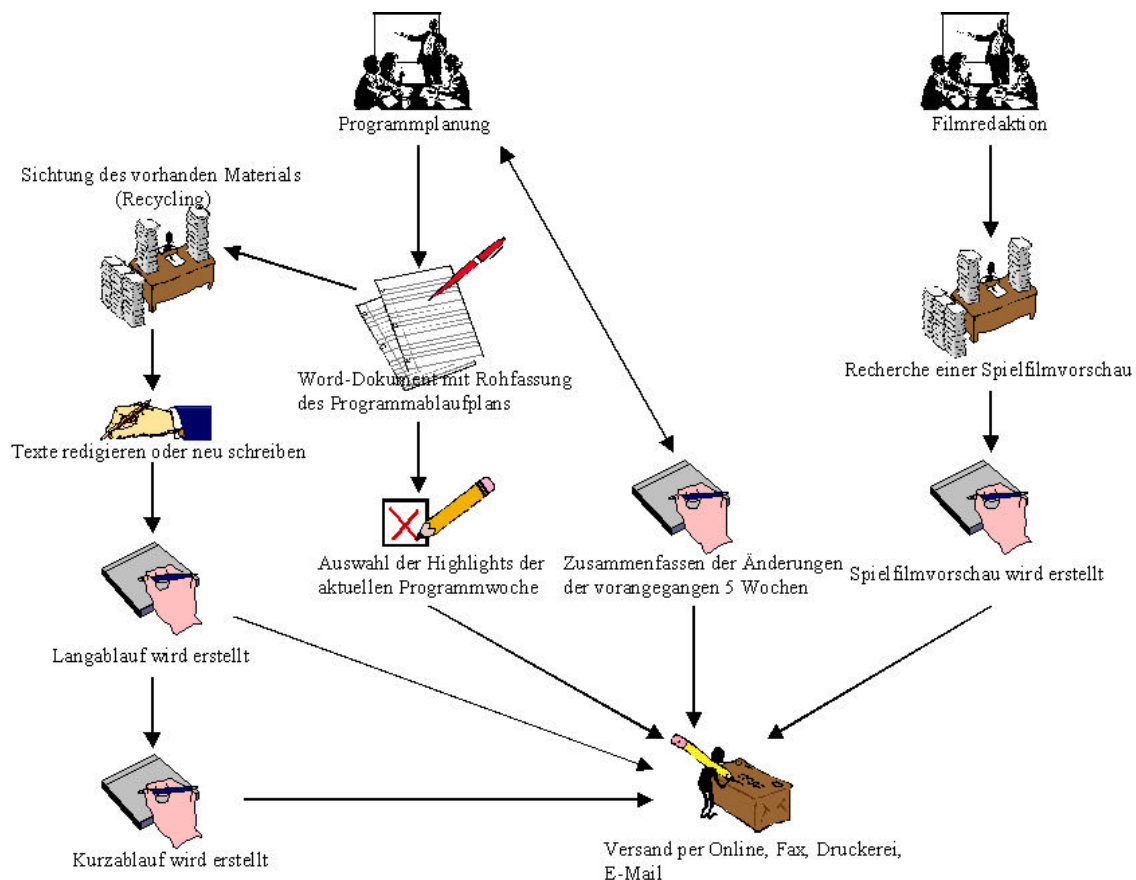 Programmplanung
Filmredaktion
Sichtung des vorhanden Materials
(Recycling)
Word-Dokument mit Rohfassung
des Programmablaufplans
Recherche einer Spielfilmvorschau
Texte redigieren oder neu schreiben
Auswahl der Highlights der
aktuellen Programmwoche
Zusammenfassen der Änderungen
der vorangegangen 5 Wochen
Spielfilmvorschau wird erstellt
Langablauf wird erstellt
Kurzablauf wird erstellt
Versand per Online, Fax, Druckerei,
E-Mail